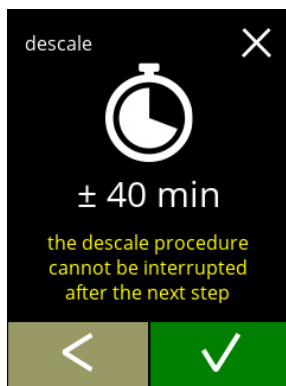 descale
± 40 min
the descale procedure
cannot be interrupted
after the next step